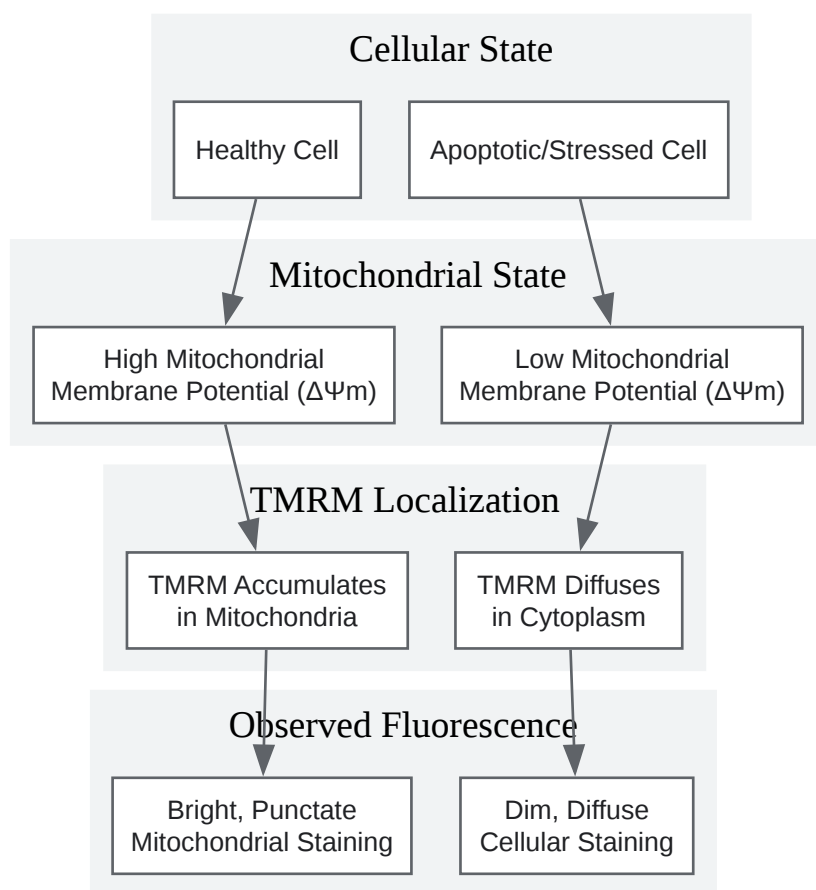 Cellular State
Healthy Cell
Apoptotic/Stressed Cell
Mitochondrial State
High Mitochondrial
Membrane Potential (ΔΨm)
Low Mitochondrial
Membrane Potential (ΔΨm)
TMRM Localization
TMRM Accumulates
in Mitochondria
TMRM Diffuses
in Cytoplasm
Observed Fluorescence
Bright, Punctate
Mitochondrial Staining
Dim, Diffuse
Cellular Staining